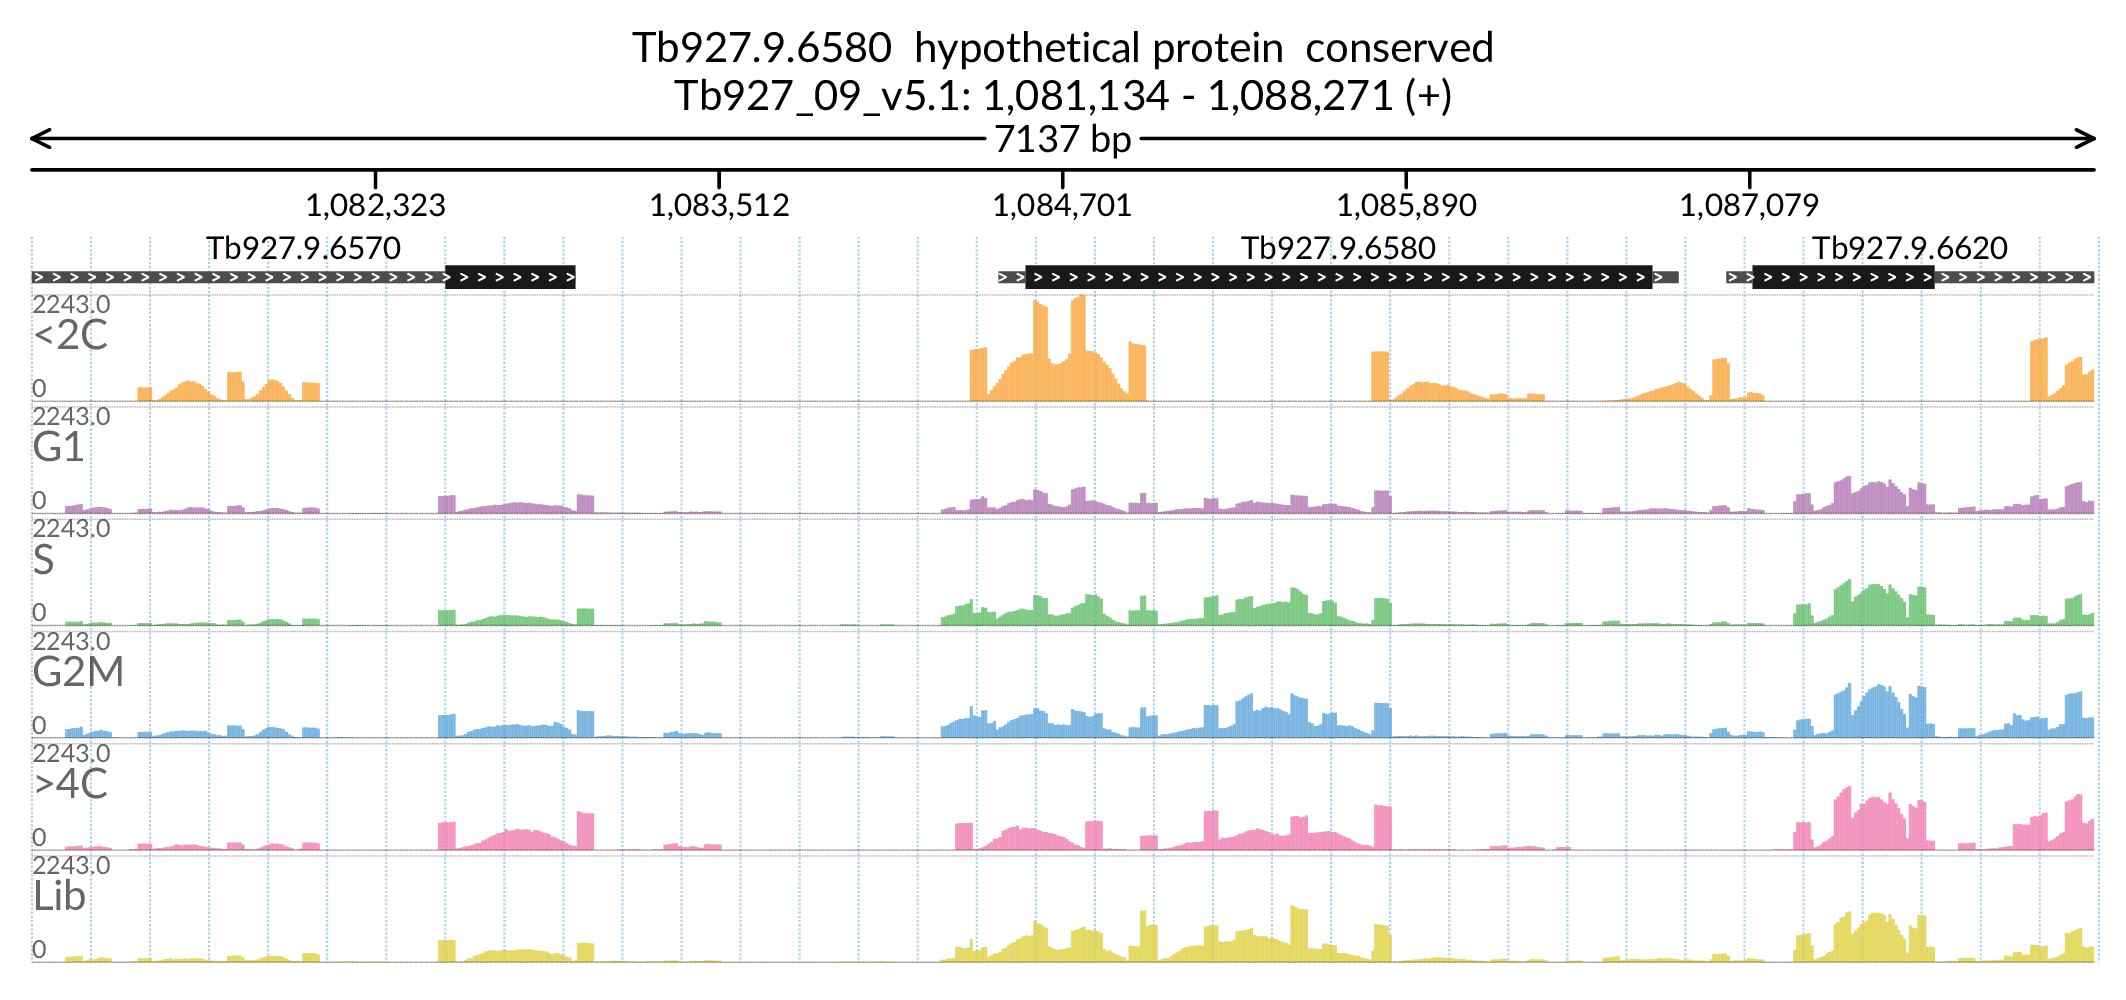 Tb927.9.6580  hypothetical protein  conserved
Tb927_09_v5.1: 1,081,134 - 1,088,271 (+)
7137 bp
1,082,323 1,083,512 1,084,701 1,085,890 1,087,079
Tb927.9.6570 Tb927.9.6580 Tb927.9.6620
2243.0
<2C
0
2243.0
G1
0
2243.0
S
0
2243.0
G2M
0
2243.0
>4C
0
2243.0
Lib
0